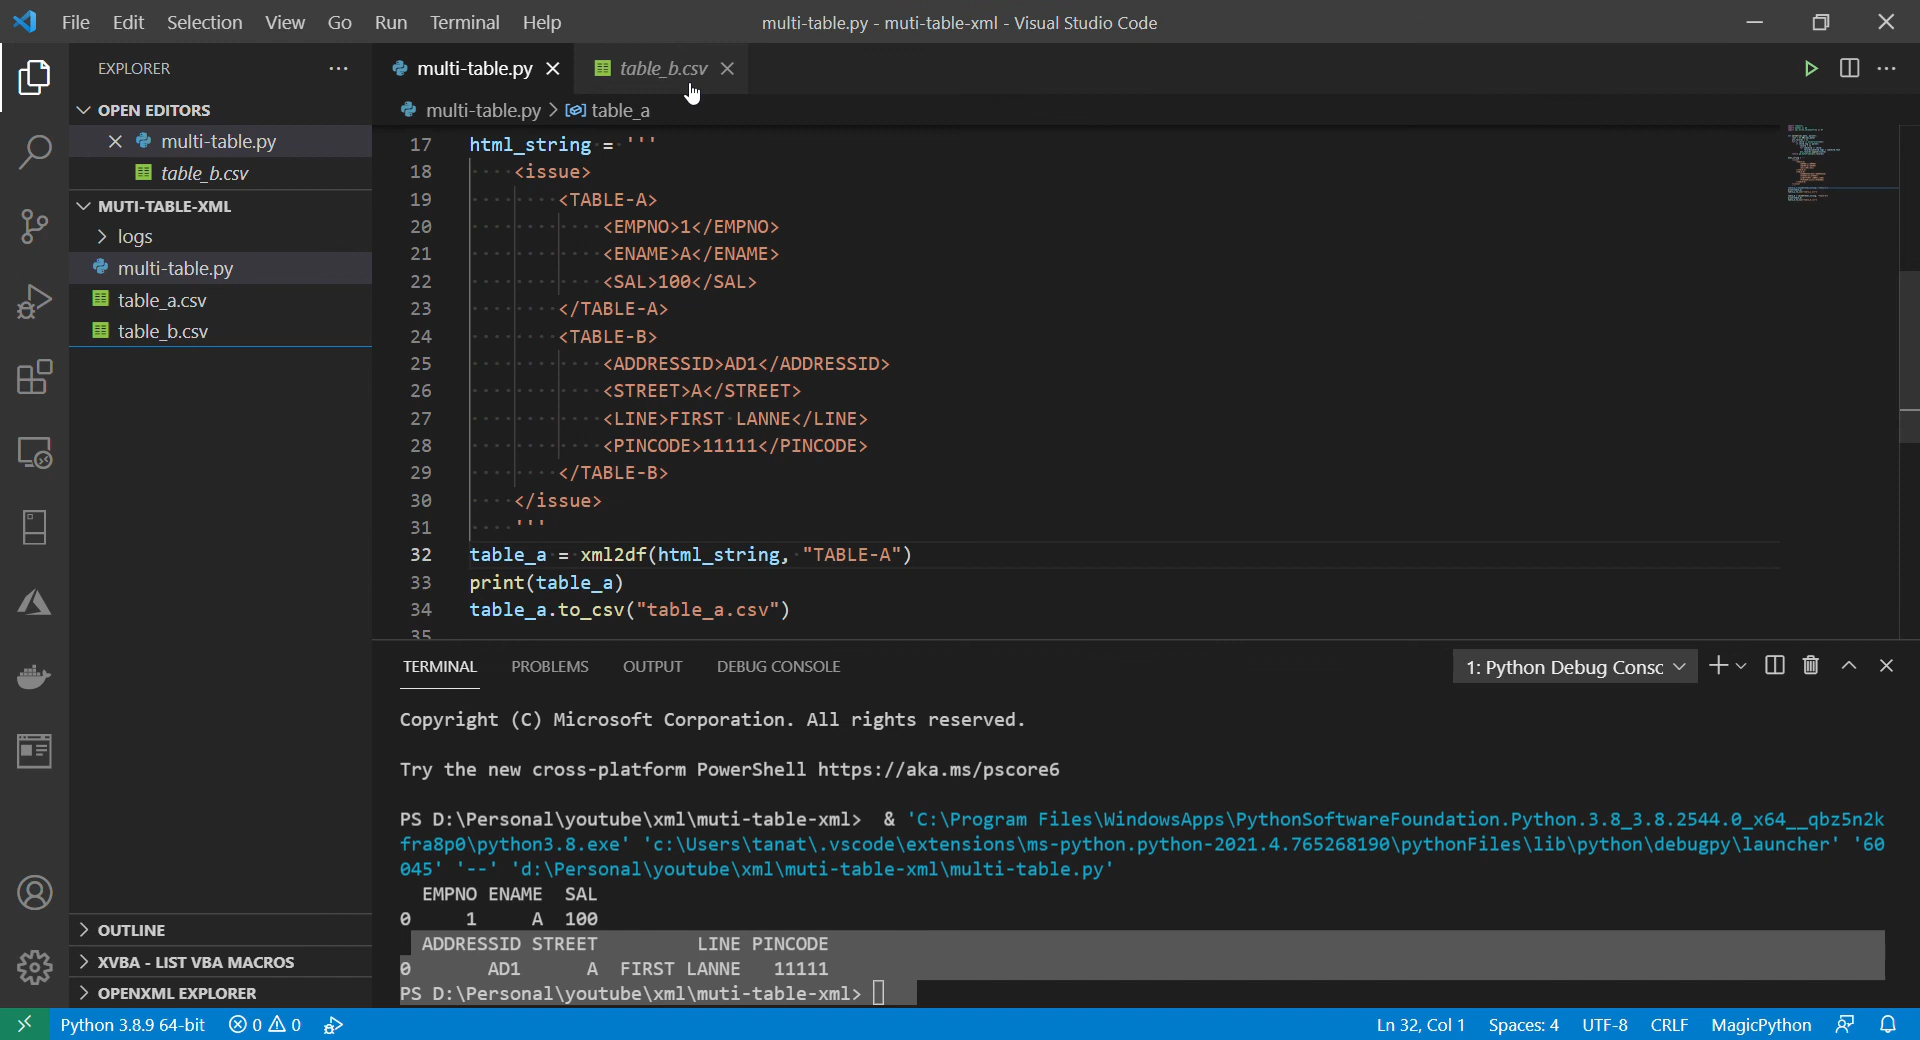 File Edit Selection View Go Run Terminal Help
multi-table.py - muti-table-xml - Visual Studio Code
EXPLORER
OPEN EDITORS
multi-table.py
table_b.csv
MUTI-TABLE-XML
logs
multi-table.py
table_a.csv
table_b.csv
OUTLINE
XVBA - LIST VBA MACROS
OPENXML EXPLORER
multi-table.py table_b.csv
multi-table.py > table_a
17 html_string = '''
18 <issue>
19 <TABLE-A>
20 <EMPNO>1</EMPNO>
21 <ENAME>A</ENAME>
22 <SAL>100</SAL>
23 </TABLE-A>
24 <TABLE-B>
25 <ADDRESSID>AD1</ADDRESSID>
26 <STREET>A</STREET>
27 <LINE>FIRST LANNE</LINE>
28 <PINCODE>11111</PINCODE>
29 </TABLE-B>
30 </issue>
31 '''
32 table_a = xml2df(html_string, "TABLE-A")
33 print(table_a)
34 table_a.to_csv("table_a.csv")
35
TERMINAL PROBLEMS OUTPUT DEBUG CONSOLE
1: Python Debug Consc
Copyright (C) Microsoft Corporation. All rights reserved.
Try the new cross-platform PowerShell https://aka.ms/pscore6
PS D:\Personal\youtube\xml\muti-table-xml> & 'C:\Program Files\WindowsApps\PythonSoftwareFoundation.Python.3.8_3.8.2544.0_x64__qbz5n2k
fra8p0\python3.8.exe' 'c:\Users\tanat\.vscode\extensions\ms-python.python-2021.4.765268190\pythonFiles\lib\python\debugpy\launcher' '60
045' '--' 'd:\Personal\youtube\xml\muti-table-xml\multi-table.py'
EMPNO ENAME SAL
0 1 A 100
ADDRESSID STREET LINE PINCODE
0 AD1 A FIRST LANNE 11111
PS D:\Personal\youtube\xml\muti-table-xml>
Python 3.8.9 64-bit 0 0
Ln 32, Col 1 Spaces: 4 UTF-8 CRLF MagicPython